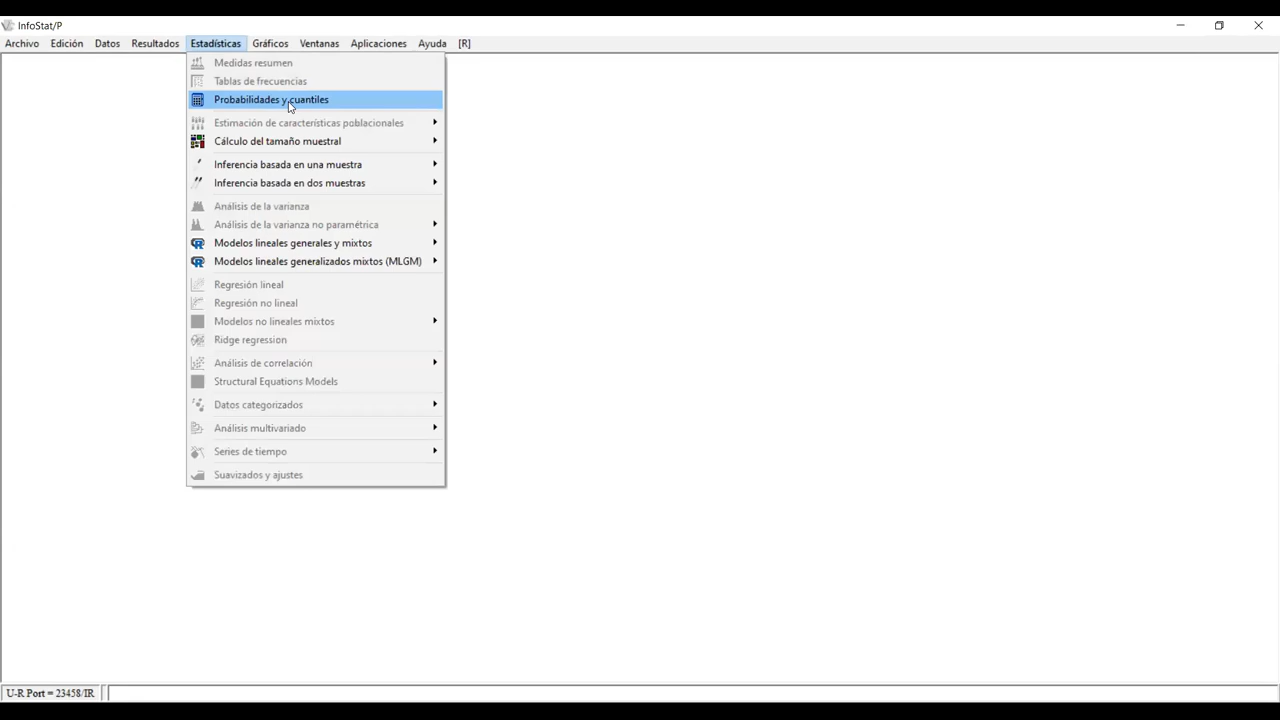 InfoStat/P
Archivo Edición Datos Resultados Estadísticas Gráficos Ventanas Aplicaciones Ayuda [R]
Medidas resumen
Tablas de frecuencias
Probabilidades y cuantiles
Estimación de características poblacionales
Cálculo del tamaño muestral
Inferencia basada en una muestra
Inferencia basada en dos muestras
Análisis de la varianza
Análisis de la varianza no paramétrica
Modelos lineales generales y mixtos
Modelos lineales generalizados mixtos (MLGM)
Regresión lineal
Regresión no lineal
Modelos no lineales mixtos
Ridge regression
Análisis de correlación
Structural Equations Models
Datos categorizados
Análisis multivariado
Series de tiempo
Suavizados y ajustes
U-R Port = 23458/IR